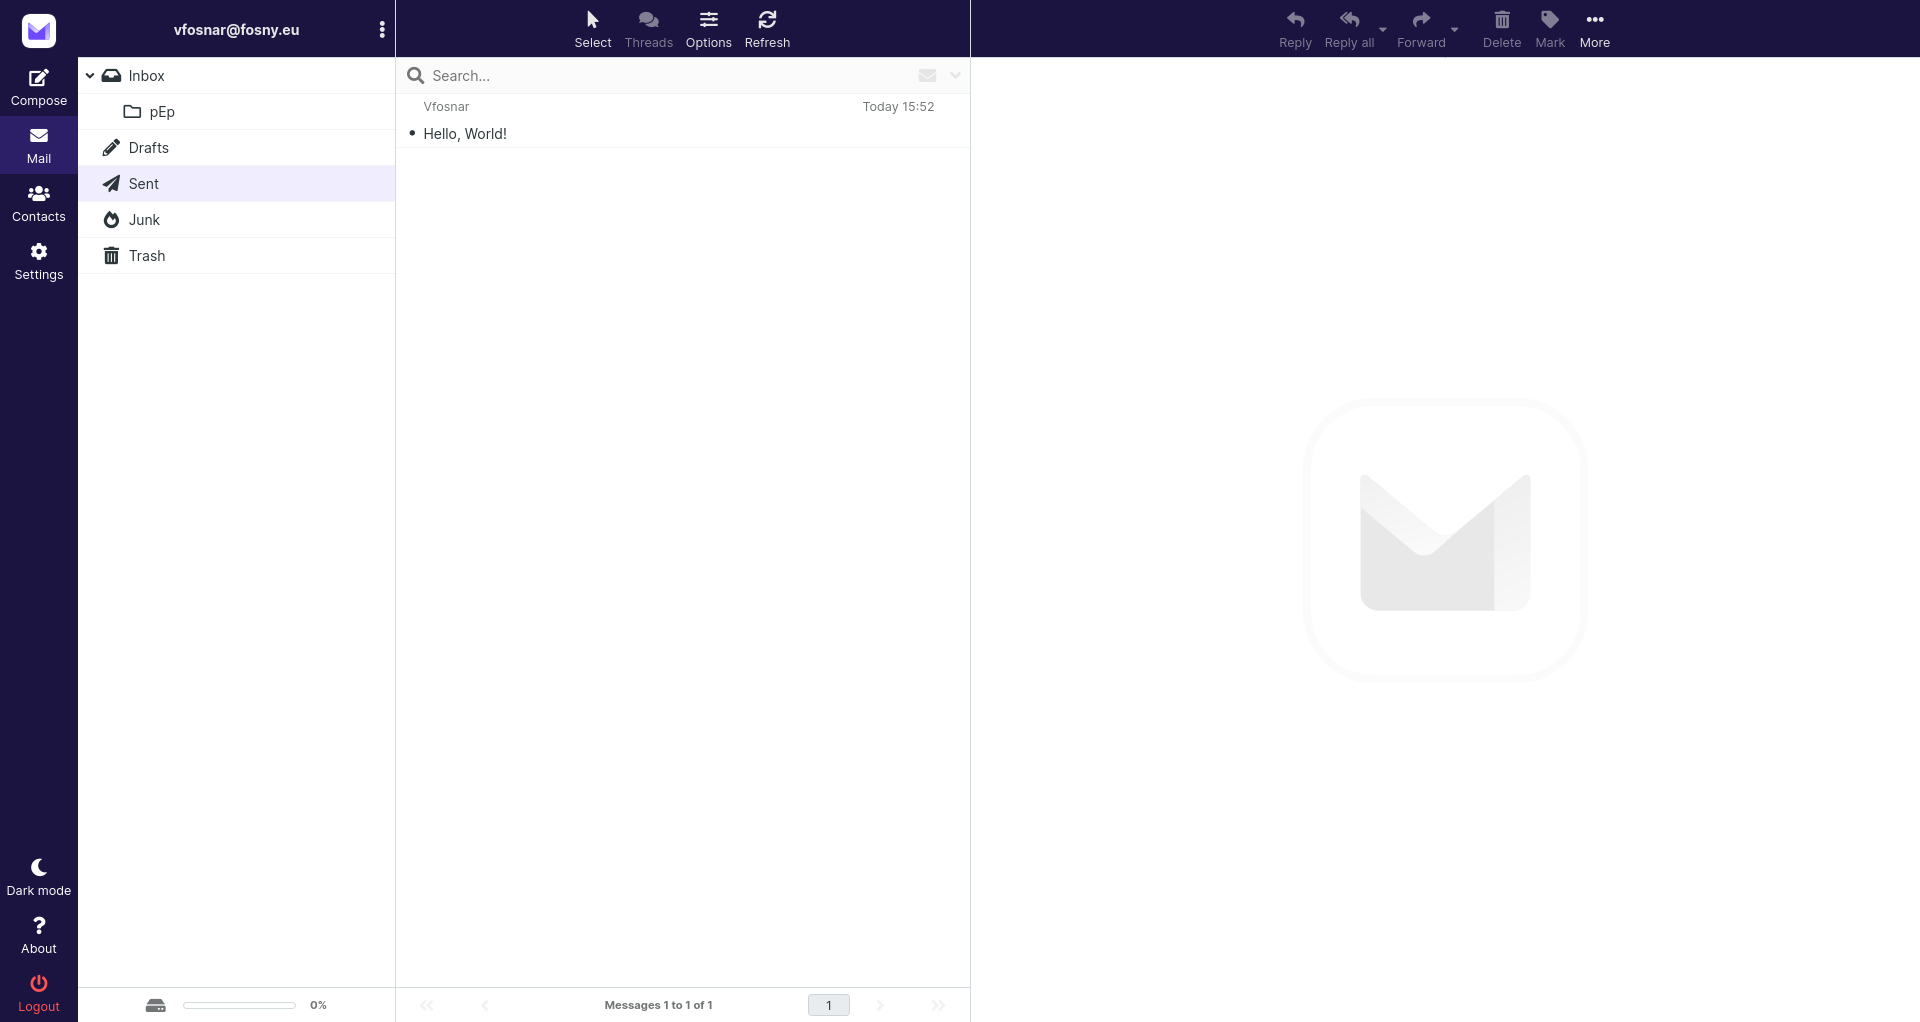 vfosnar@fosny.eu
Compose
Mail
Contacts
Settings
Dark mode
About
Logout
Inbox
pEp
Drafts
Sent
Junk
Trash
0%
Select
Threads
Options
Refresh
Search...
Vfosnar
Today 15:52
Hello, World!
Messages 1 to 1 of 1
1
Reply
Reply all
Forward
Delete
Mark
More